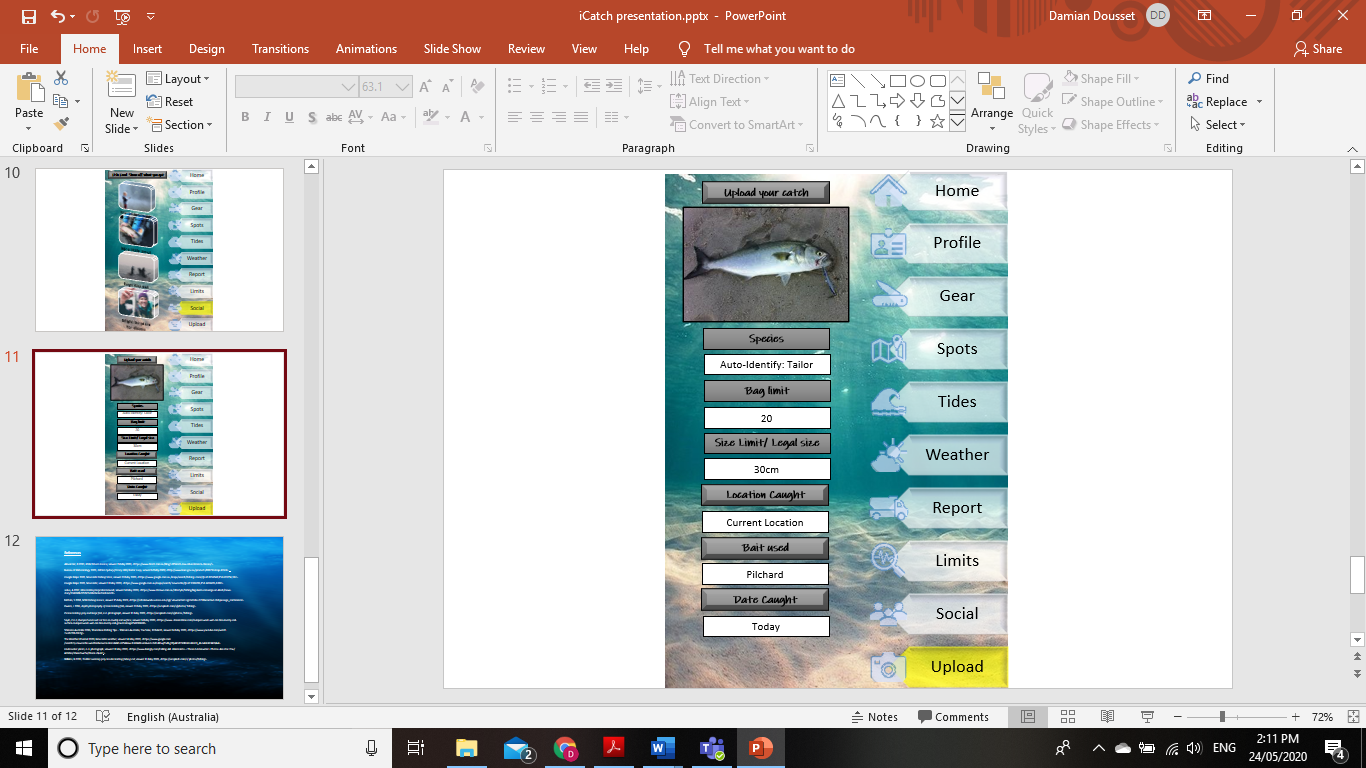 iCatch presentation.pptx - PowerPoint
Damian Dousset
DD
File Home Insert Design Transitions Animations Slide Show Review View Help Tell me what you want to do
Share
Paste
New Slide
Layout
Reset
Section
63.1
B I U S abc AV Aa A
Text Direction
Align Text
Convert to SmartArt
Arrange
Quick Styles
Shape Fill
Shape Outline
Shape Effects
Find
Replace
Select
Clipboard Slides Font Paragraph Drawing Editing
10
Home
Profile
Gear
Spots
Tides
Weather
Report
Limits
Social
Upload
11
Upload your catch
Home
Profile
Gear
Spots
Tides
Weather
Report
Limits
Social
Upload
12
References
Upload your catch
Species
Auto-Identify: Tailor
Bag limit
20
Size Limit/ Legal size
30cm
Location Caught
Current Location
Bait used
Pilchard
Date Caught
Today
Home
Profile
Gear
Spots
Tides
Weather
Report
Limits
Social
Upload
Slide 11 of 12 English (Australia)
Notes Comments
72%
Type here to search
2
ENG
2:11 PM
24/05/2020
4